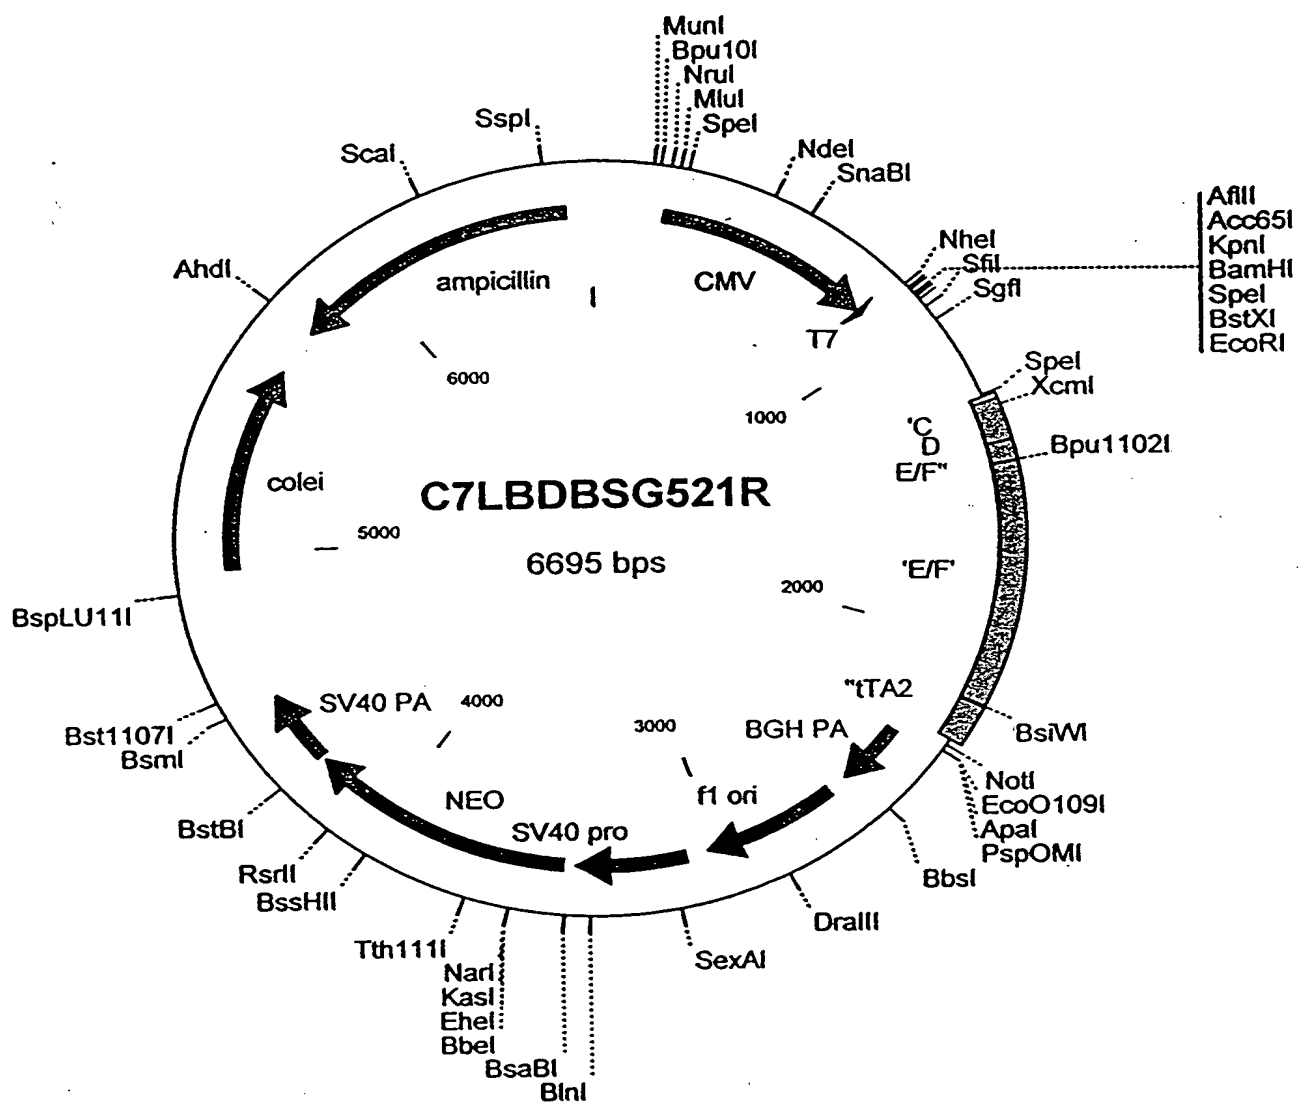 MunI
Bpu10I
NruI
MluI
SpeI
SspI
ScaI
AhdI
NdeI
SnaBI
NheI
SfiI
SgfI
AflII
Acc65I
KpnI
BamHI
SpeI
BstXI
EcoRI
ampicillin
CMV
T7
6000
1000
SpeI
XcmI
Bpu1102I
'C
D
E/F"
colei
C7LBDBSG521R
6695 bps
5000
'E/F'
2000
BspLU11I
"tTA2
SV40 PA
4000
3000
BGH PA
Bst1107I
BsmI
BsiWI
NotI
EcoO109I
ApaI
PspOMI
f1 ori
NEO
SV40 pro
BstBI
RsrII
BssHII
BbsI
DraIII
SexAI
Tth111I
NarI
KasI
EheI
BbeI
BsaBI
BlnI